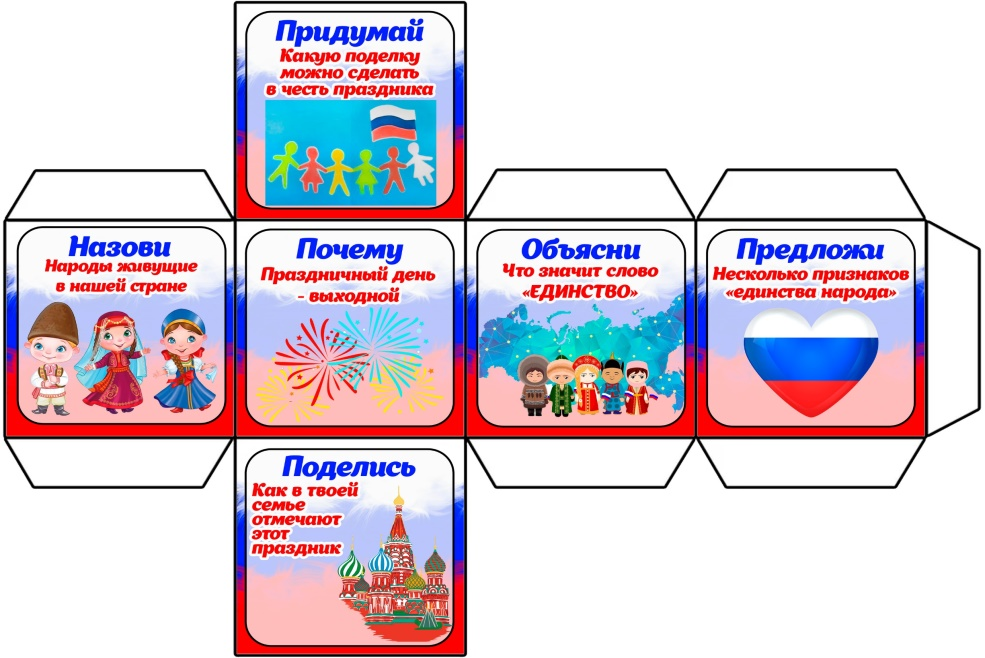 Придумай
Какую поделку
можно сделать
в честь праздника
Назови
Народы живущие
в нашей стране
Почему
Праздничный день
- выходной
Объясни
Что значит слово
«ЕДИНСТВО»
Предложи
Несколько признаков
«единства народа»
Поделись
Как в твоей
семье
отмечают
этот
праздник